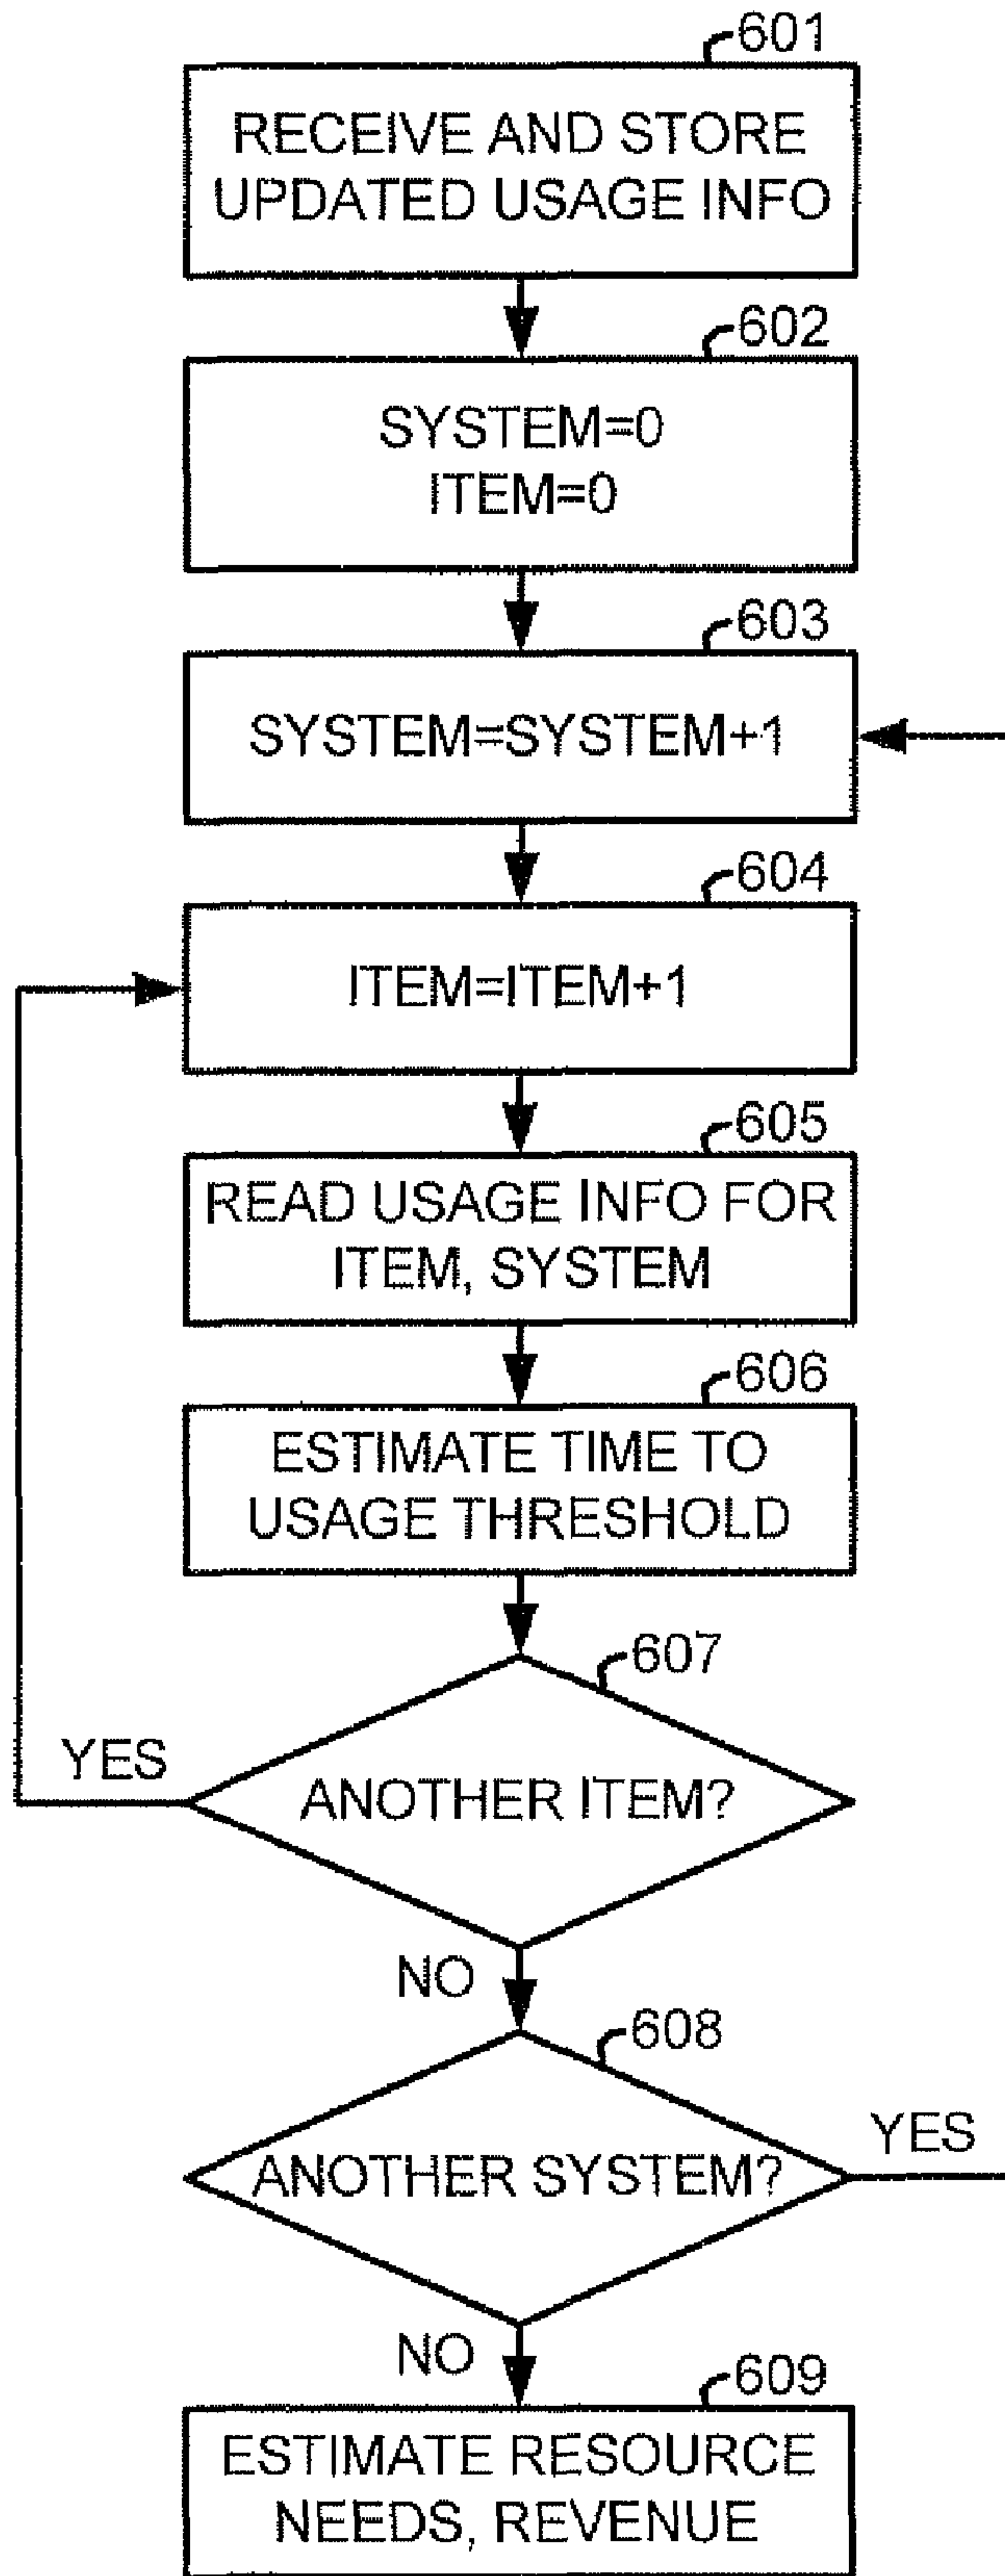 601
RECEIVE AND STORE
UPDATED USAGE INFO
602
SYSTEM=0
ITEM=0
603
SYSTEM=SYSTEM+1
604
ITEM=ITEM+1
605
READ USAGE INFO FOR
ITEM, SYSTEM
606
ESTIMATE TIME TO
USAGE THRESHOLD
607
YES
ANOTHER ITEM?
NO
608
YES
ANOTHER SYSTEM?
NO
609
ESTIMATE RESOURCE
NEEDS, REVENUE